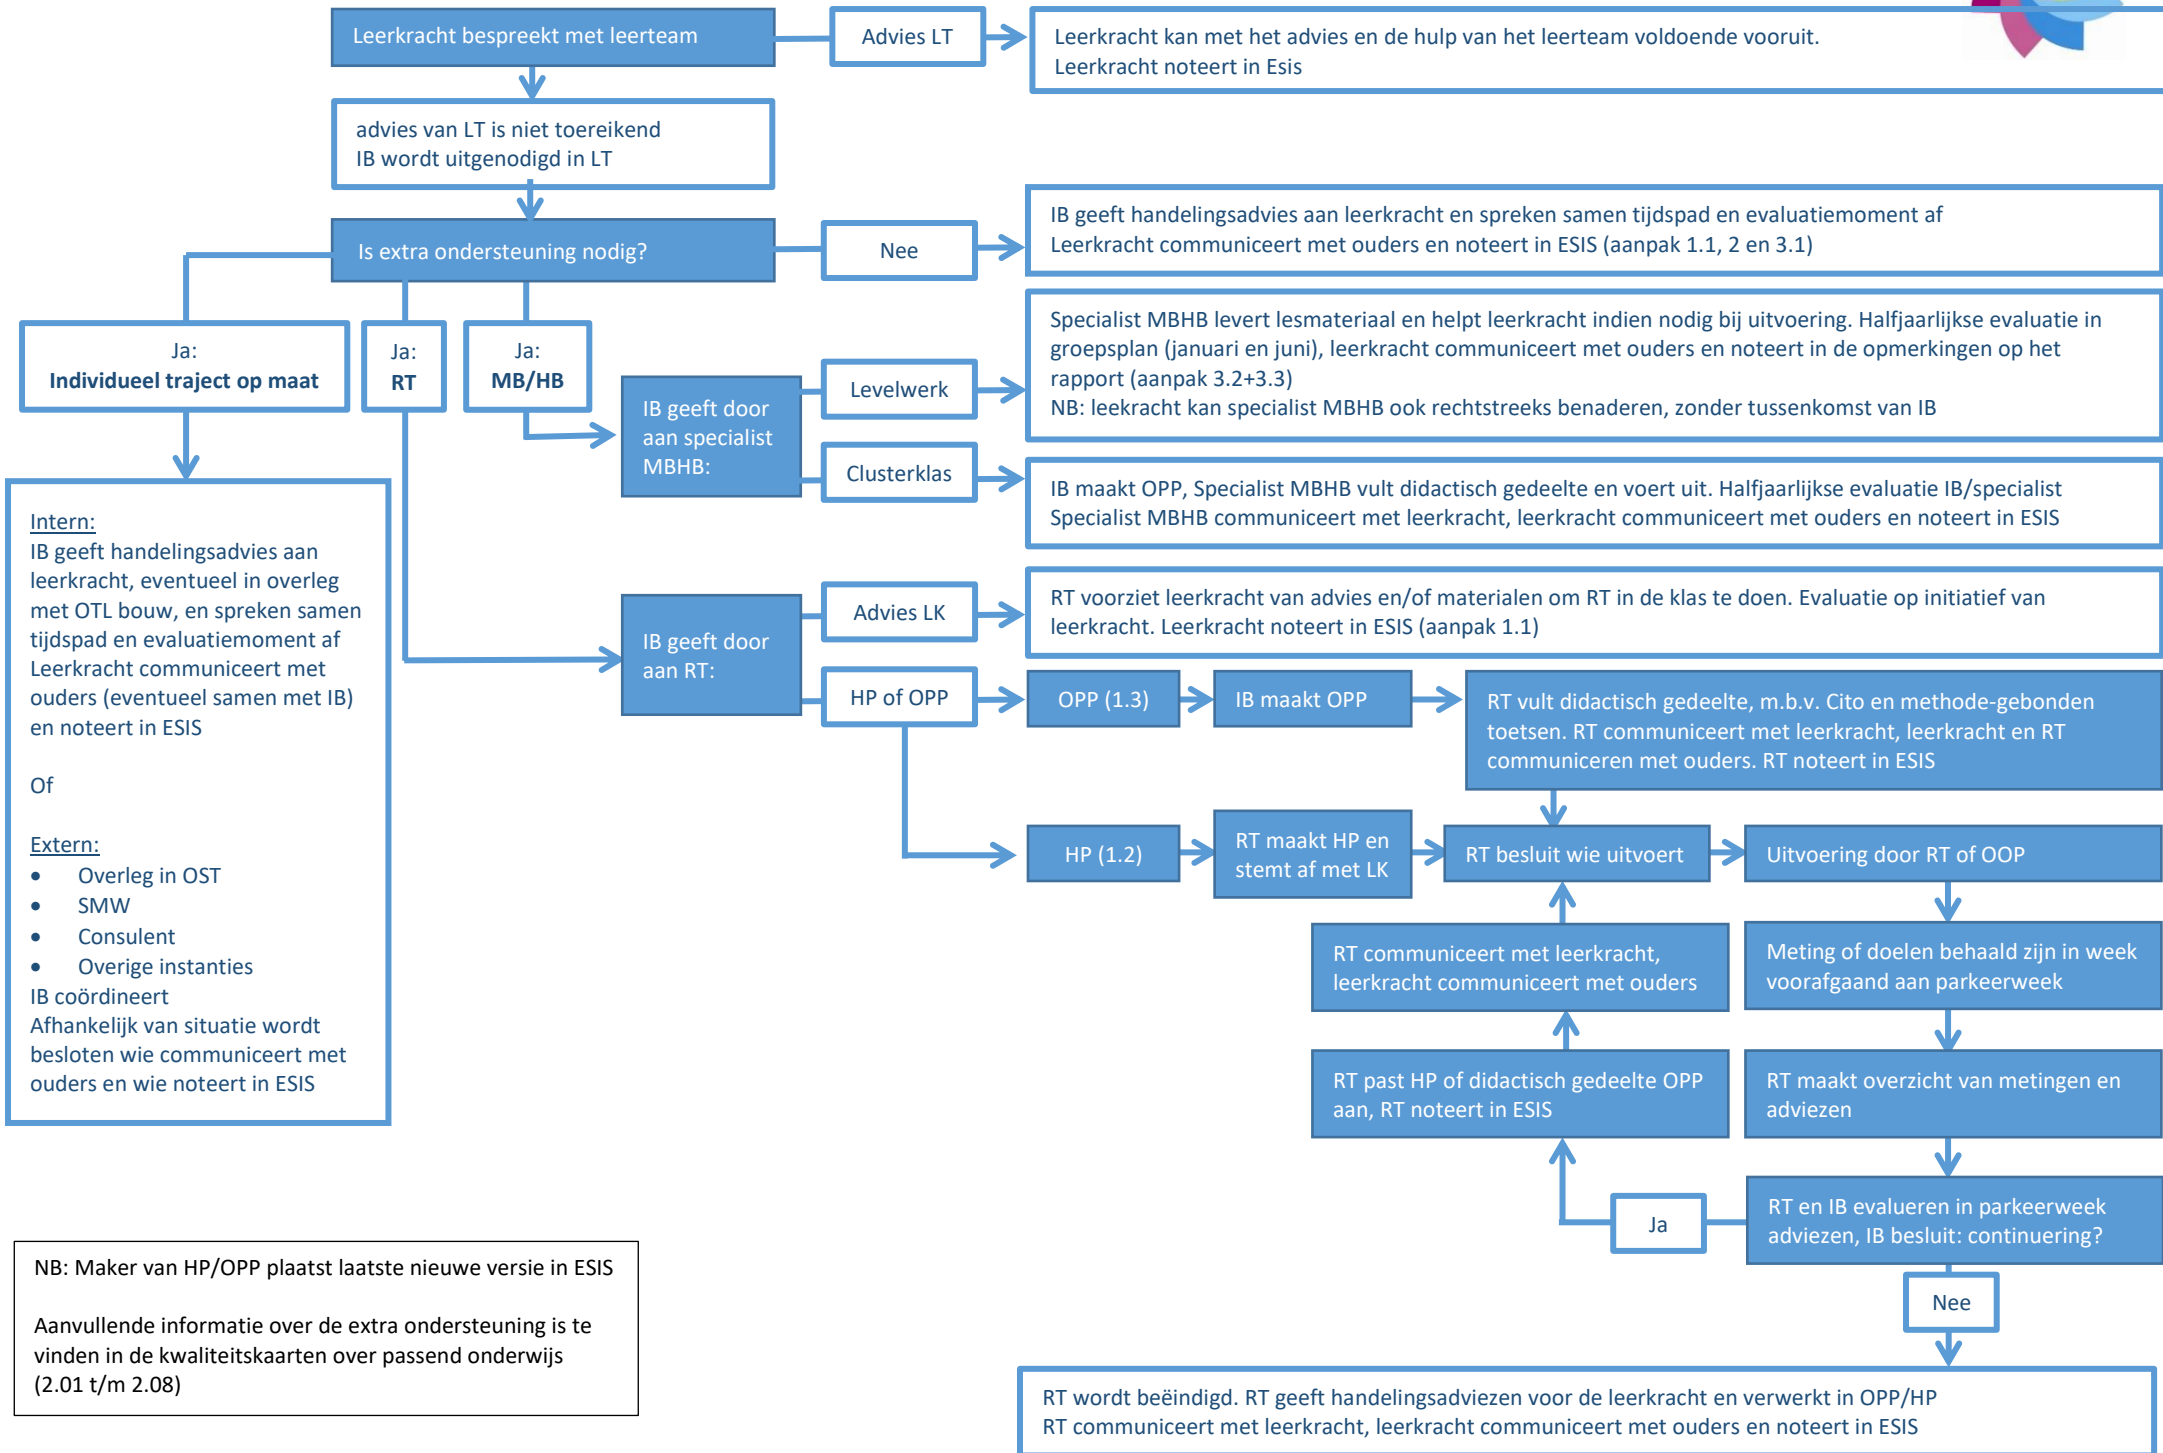 Leerkracht bespreekt met leerteam
Advies LT
Leerkracht kan met het advies en de hulp van het leerteam voldoende vooruit.
Leerkracht noteert in Esis
advies van LT is niet toereikend
IB wordt uitgenodigd in LT
Is extra ondersteuning nodig?
Nee
IB geeft handelingsadvies aan leerkracht en spreken samen tijdspad en evaluatiemoment af
Leerkracht communiceert met ouders en noteert in ESIS (aanpak 1.1, 2 en 3.1)
Ja:
Individueel traject op maat
Ja:
RT
Ja:
MB/HB
IB geeft door
aan specialist
MBHB:
Levelwerk
Specialist MBHB levert lesmateriaal en helpt leerkracht indien nodig bij uitvoering. Halfjaarlijkse evaluatie in
groepsplan (januari en juni), leerkracht communiceert met ouders en noteert in de opmerkingen op het
rapport (aanpak 3.2+3.3)
NB: leekracht kan specialist MBHB ook rechtstreeks benaderen, zonder tussenkomst van IB
Clusterklas
IB maakt OPP, Specialist MBHB vult didactisch gedeelte en voert uit. Halfjaarlijkse evaluatie IB/specialist
Specialist MBHB communiceert met leerkracht, leerkracht communiceert met ouders en noteert in ESIS
Intern:
IB geeft handelingsadvies aan
leerkracht, eventueel in overleg
met OTL bouw, en spreken samen
tijdspad en evaluatiemoment af
Leerkracht communiceert met
ouders (eventueel samen met IB)
en noteert in ESIS
Of
Extern:
• Overleg in OST
• SMW
• Consulent
• Overige instanties
IB coördineert
Afhankelijk van situatie wordt
besloten wie communiceert met
ouders en wie noteert in ESIS
IB geeft door
aan RT:
Advies LK
RT voorziet leerkracht van advies en/of materialen om RT in de klas te doen. Evaluatie op initiatief van
leerkracht. Leerkracht noteert in ESIS (aanpak 1.1)
HP of OPP
OPP (1.3)
IB maakt OPP
RT vult didactisch gedeelte, m.b.v. Cito en methode-gebonden
toetsen. RT communiceert met leerkracht, leerkracht en RT
communiceren met ouders. RT noteert in ESIS
HP (1.2)
RT maakt HP en
stemt af met LK
RT besluit wie uitvoert
Uitvoering door RT of OOP
RT communiceert met leerkracht,
leerkracht communiceert met ouders
Meting of doelen behaald zijn in week
voorafgaand aan parkeerweek
RT past HP of didactisch gedeelte OPP
aan, RT noteert in ESIS
RT maakt overzicht van metingen en
adviezen
Ja
RT en IB evalueren in parkeerweek
adviezen, IB besluit: continuering?
Nee
NB: Maker van HP/OPP plaatst laatste nieuwe versie in ESIS
Aanvullende informatie over de extra ondersteuning is te
vinden in de kwaliteitskaarten over passend onderwijs
(2.01 t/m 2.08)
RT wordt beëindigd. RT geeft handelingsadviezen voor de leerkracht en verwerkt in OPP/HP
RT communiceert met leerkracht, leerkracht communiceert met ouders en noteert in ESIS